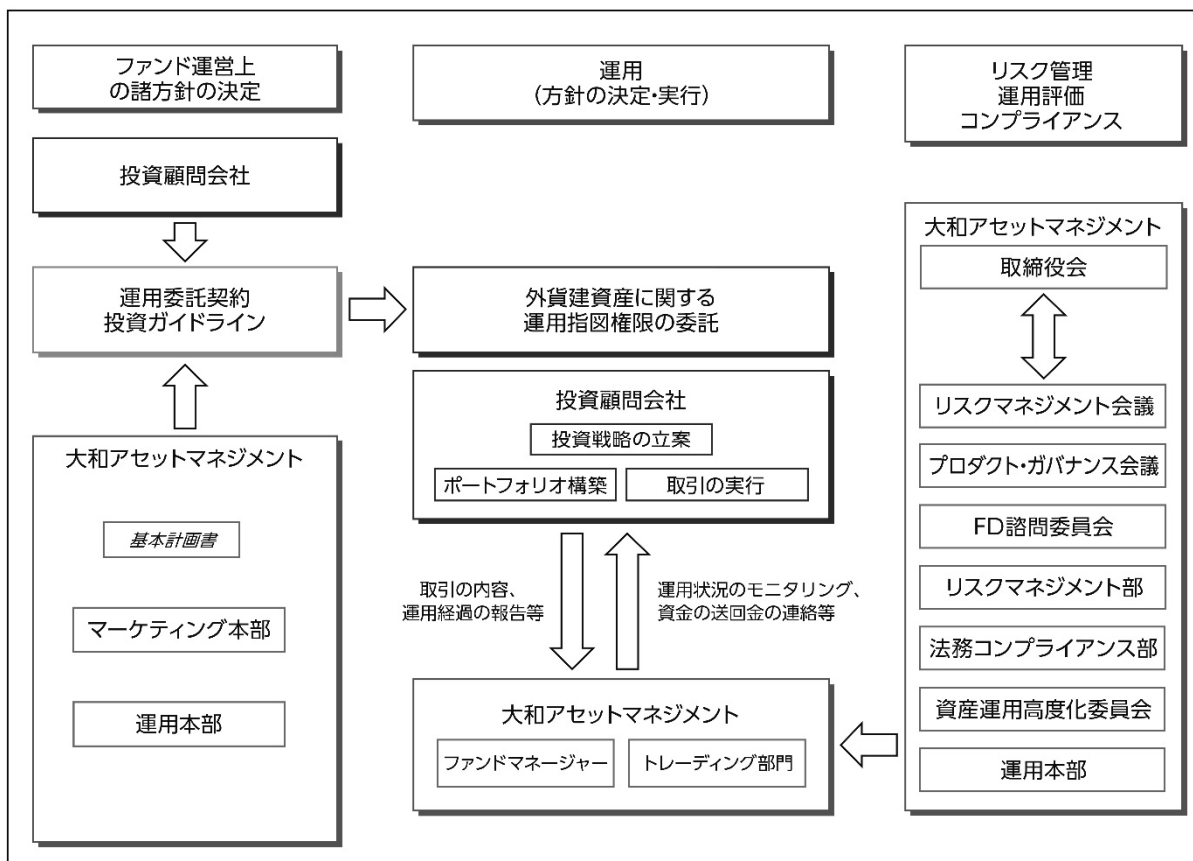 ファンド運営上
の諸方針の決定
投資顧問会社
運用委託契約
投資ガイドライン
大和アセットマネジメント
基本計画書
マーケティング本部
運用本部
運用
(方針の決定・実行)
外貨建資産に関する
運用指図権限の委託
投資顧問会社
投資戦略の立案
ポートフォリオ構築
取引の実行
取引の内容、
運用経過の報告等
運用状況のモニタリング、
資金の送回金の連絡等
大和アセットマネジメント
ファンドマネージャー
トレーディング部門
リスク管理
運用評価
コンプライアンス
大和アセットマネジメント
取締役会
リスクマネジメント会議
プロダクト・ガバナンス会議
FD諮問委員会
リスクマネジメント部
法務コンプライアンス部
資産運用高度化委員会
運用本部